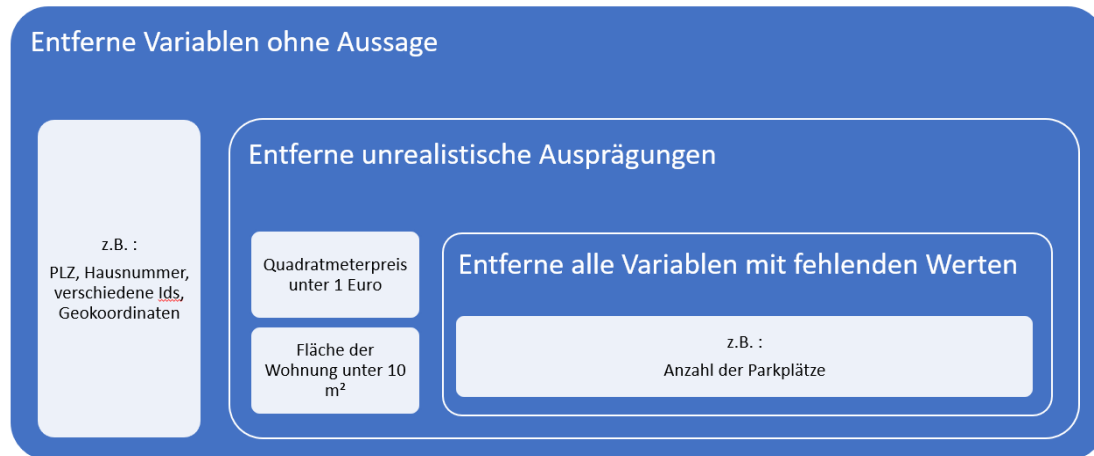 Entferne Variablen ohne Aussage
z.B. :
PLZ, Hausnummer,
verschiedene Ids,
Geokoordinaten
Entferne unrealistische Ausprägungen
Quadratmeterpreis
unter 1 Euro
Fläche der
Wohnung unter 10
m²
Entferne alle Variablen mit fehlenden Werten
z.B. :
Anzahl der Parkplätze